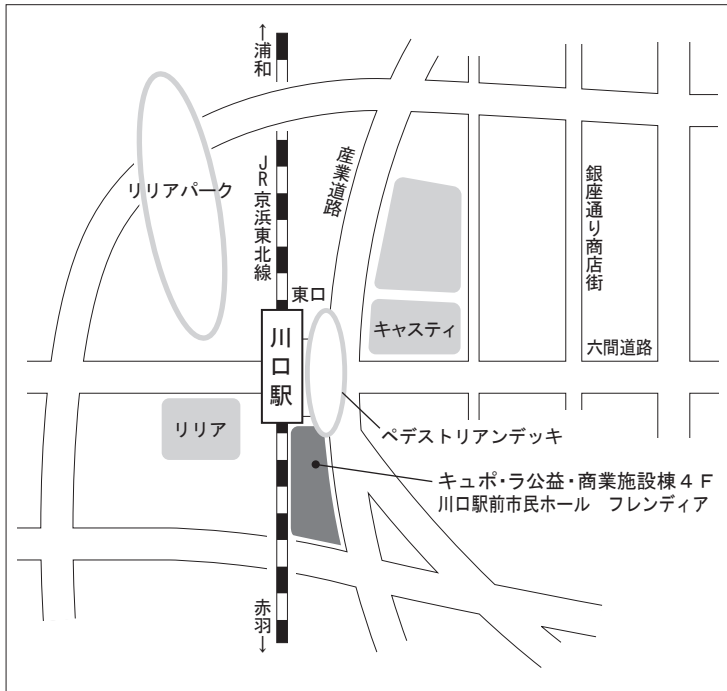 ↑浦和
JR京浜東北線
産業道路
リリアパーク
銀座通り商店街
東口
川口駅
キャスティ
六間道路
リリア
ペデストリアンデッキ
キュポ・ラ公益・商業施設棟4F
川口駅前市民ホール フレンディア
赤羽→